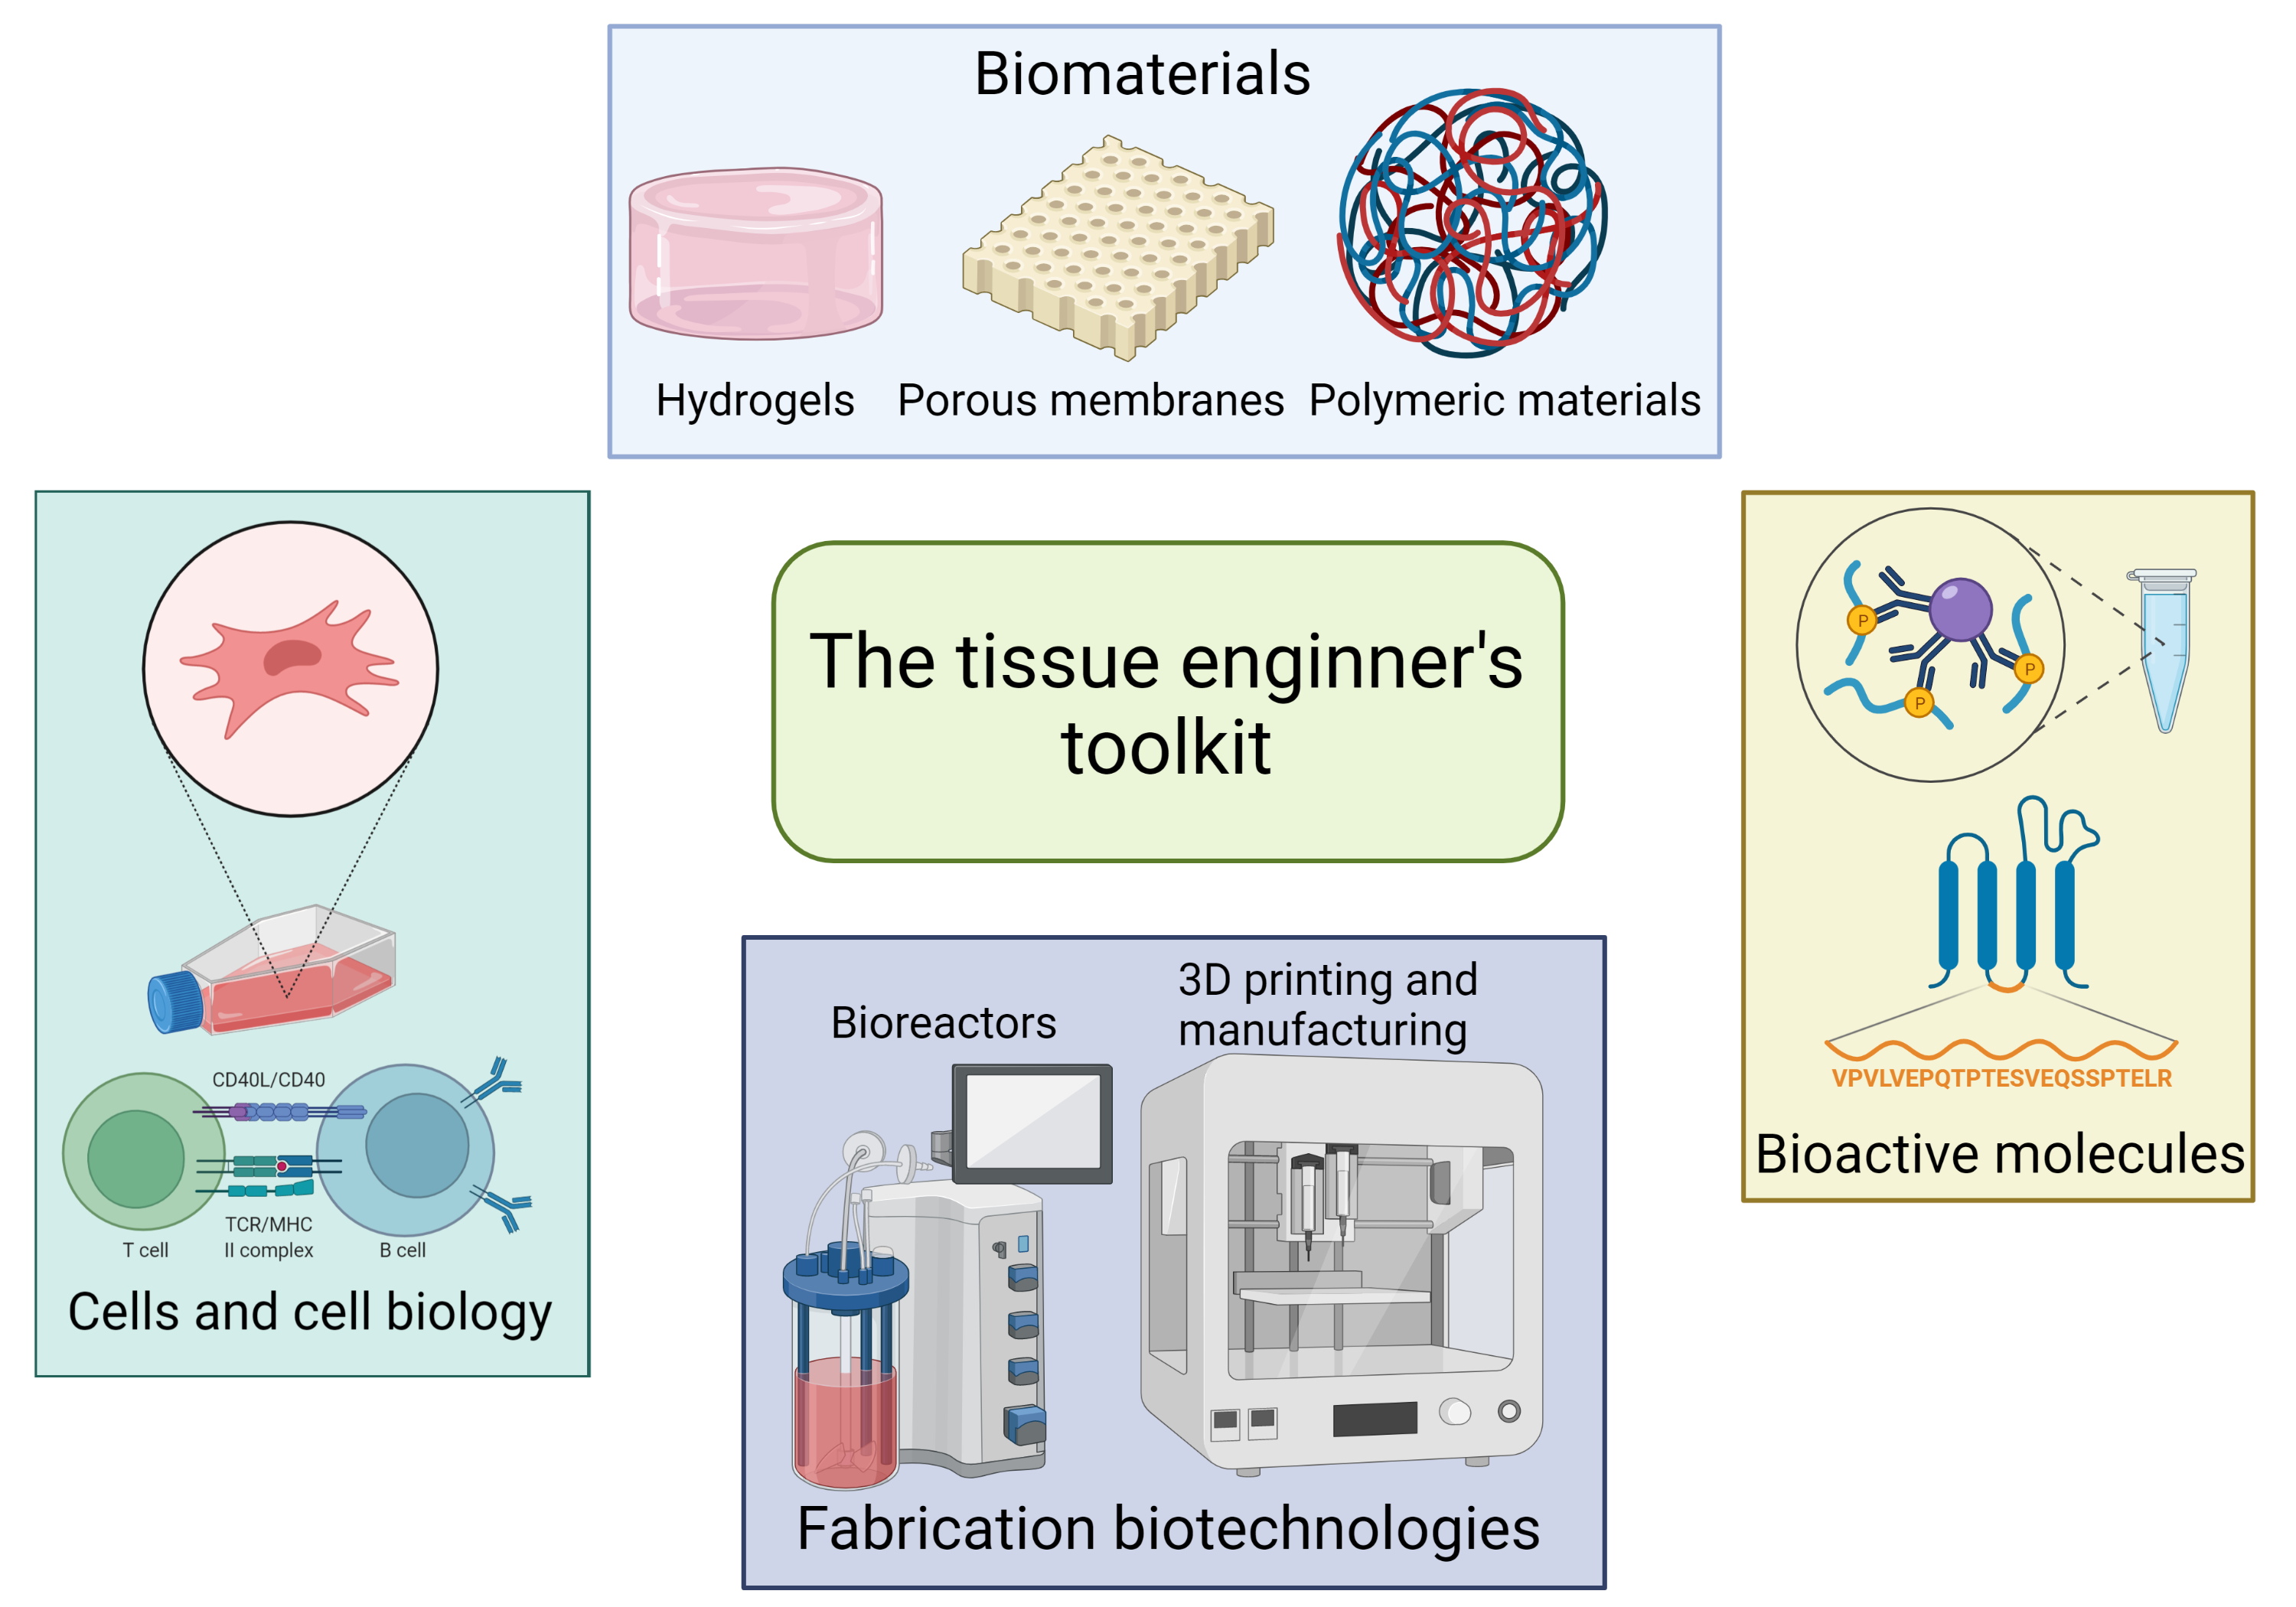 Biomaterials
Hydrogels
Porous membranes
Polymeric materials
The tissue enginner's
toolkit
CD40L/CD40
TCR/MHC
II complex
T cell
B cell
Cells and cell biology
P
P
P
VPVLVEPQTPTESVEQSSPTELR
Bioactive molecules
Bioreactors
3D printing and
manufacturing
Fabrication biotechnologies